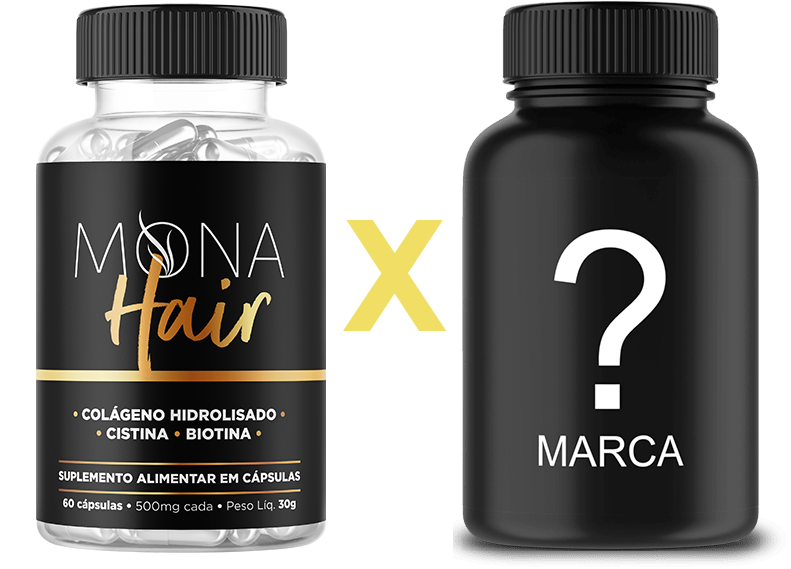 MONA
Hair
• COLÁGENO HIDROLISADO •
• CISTINA • BIOTINA •
SUPLEMENTO ALIMENTAR EM CÁPSULAS
60 cápsulas • 500mg cada • Peso Líq. 30g
X
?
MARCA